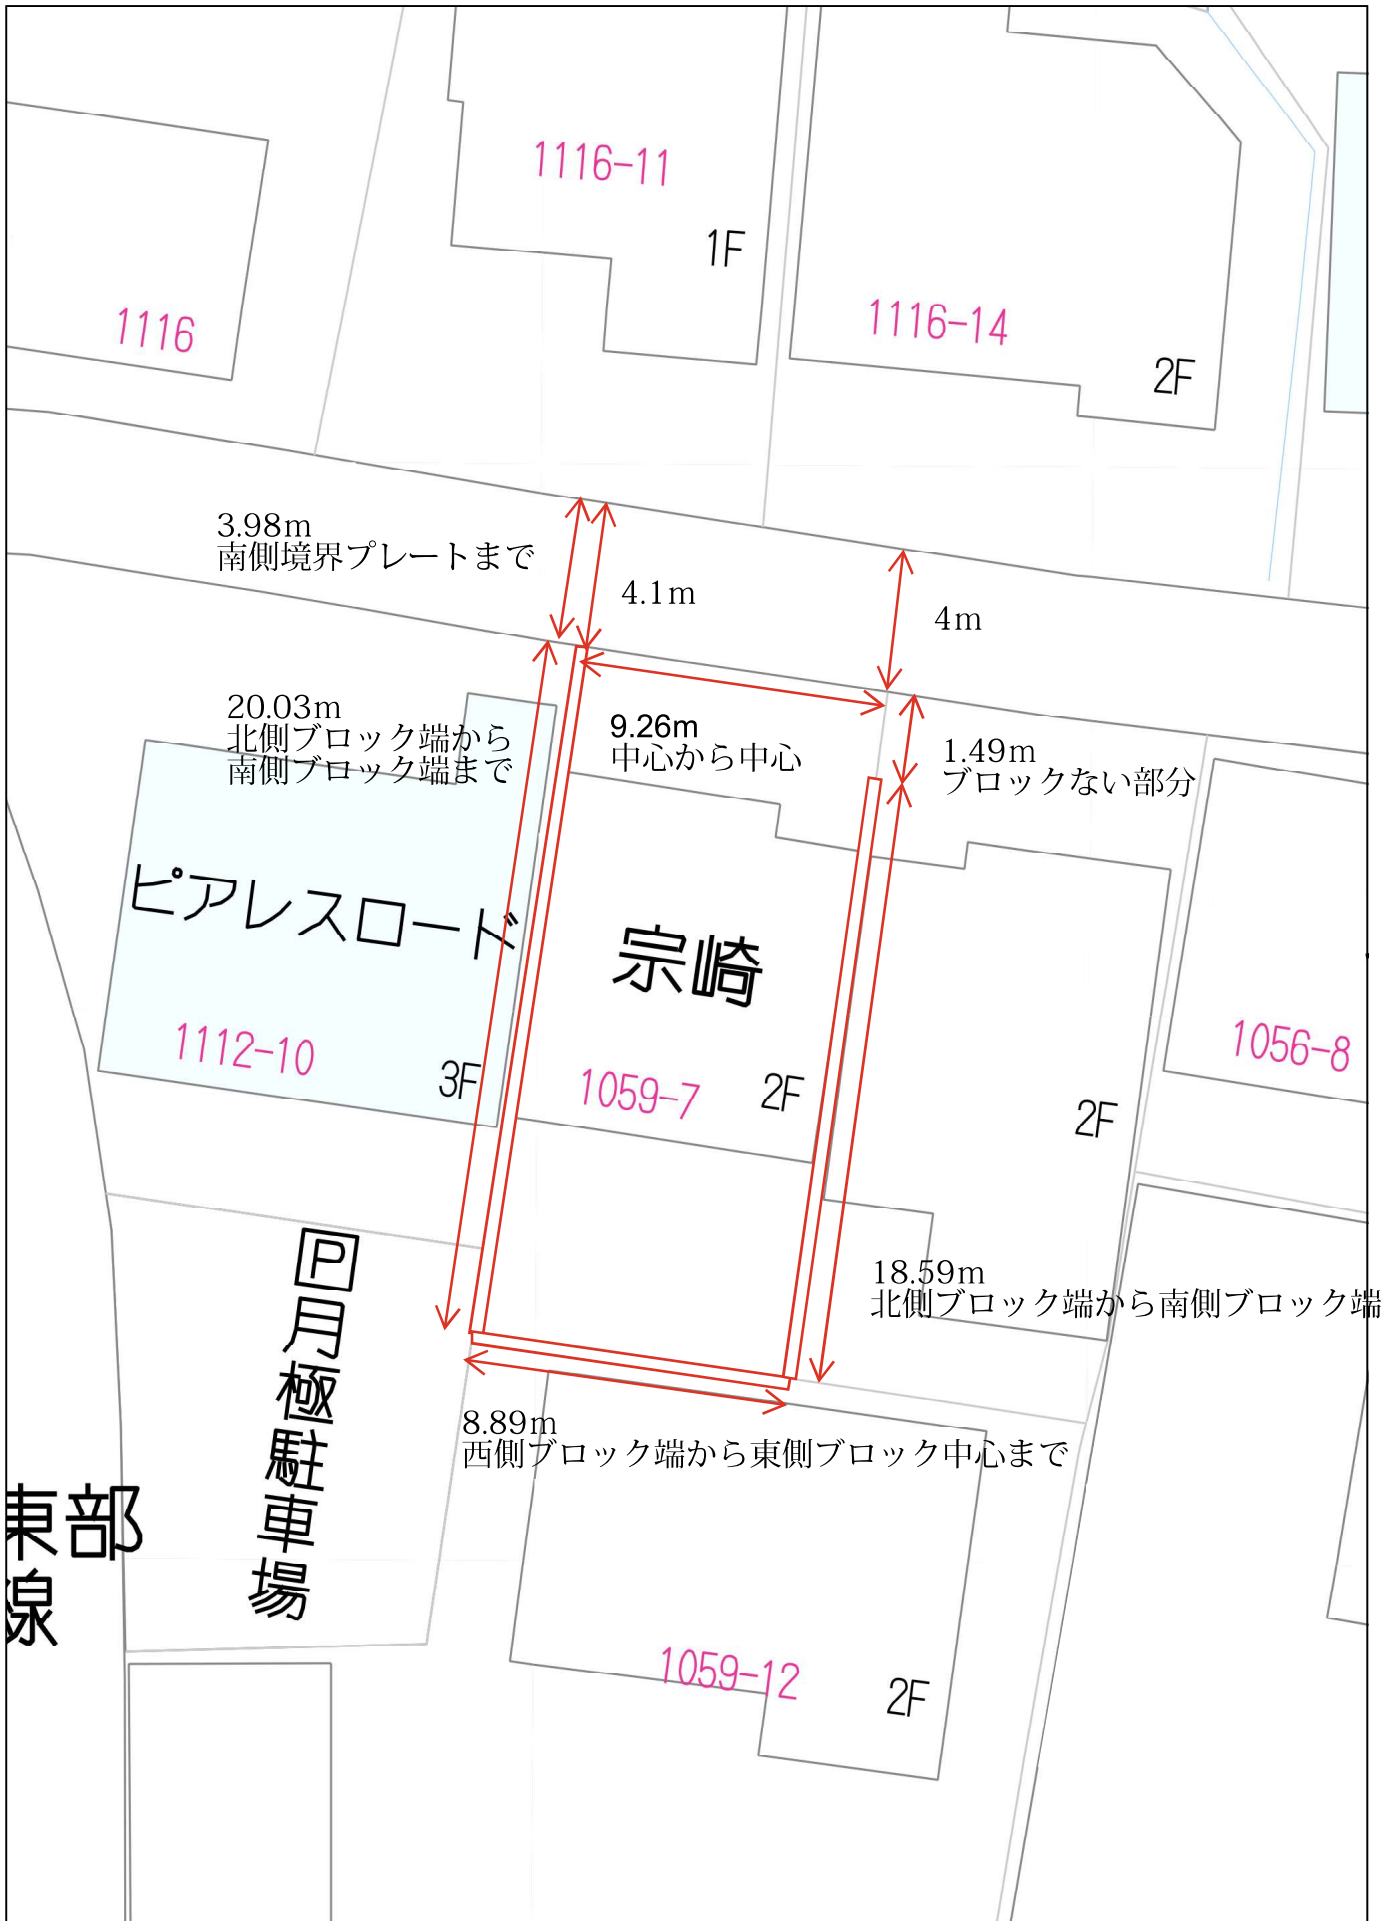 1116-11
1F
1116
1116-14
2F
3.98m
南側境界プレートまで
4.1m
4m
20.03m
北側ブロック端から
南側ブロック端まで
9.26m
中心から中心
1.49m
ブロックない部分
ピアレスロード
1112-10
3F
宗崎
1059-7
2F
2F
1056-8
18.59m
北側ブロック端から南側ブロック端
P月極駐車場
8.89m
西側ブロック端から東側ブロック中心まで
東部
線
1059-12
2F